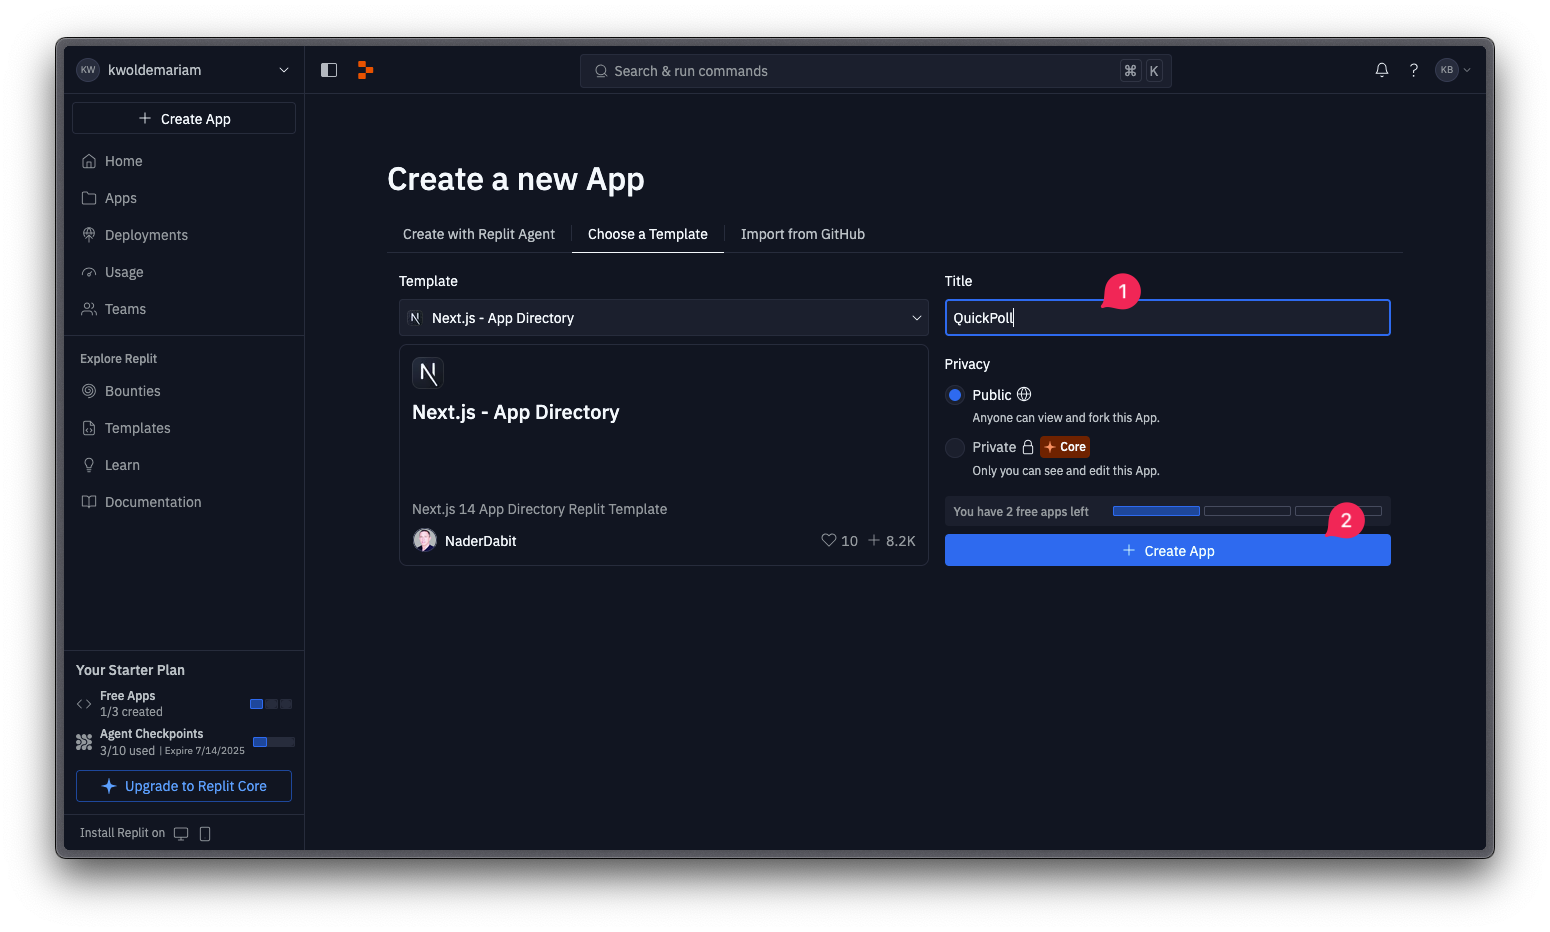 KW kwoldemariam
Search & run commands ⌘ K
? KB
+ Create App
Home
Apps
Deployments
Usage
Teams
Explore Replit
Bounties
Templates
Learn
Documentation
Your Starter Plan
Free Apps
1/3 created
Agent Checkpoints
3/10 used | Expire 7/14/2025
Upgrade to Replit Core
Install Replit on
Create a new App
Create with Replit Agent
Choose a Template
Import from GitHub
Template
N Next.js - App Directory
N
Next.js - App Directory
Next.js 14 App Directory Replit Template
NaderDabit 10 + 8.2K
Title
1
QuickPoll
Privacy
Public
Anyone can view and fork this App.
Private Core
Only you can see and edit this App.
You have 2 free apps left
2
+ Create App